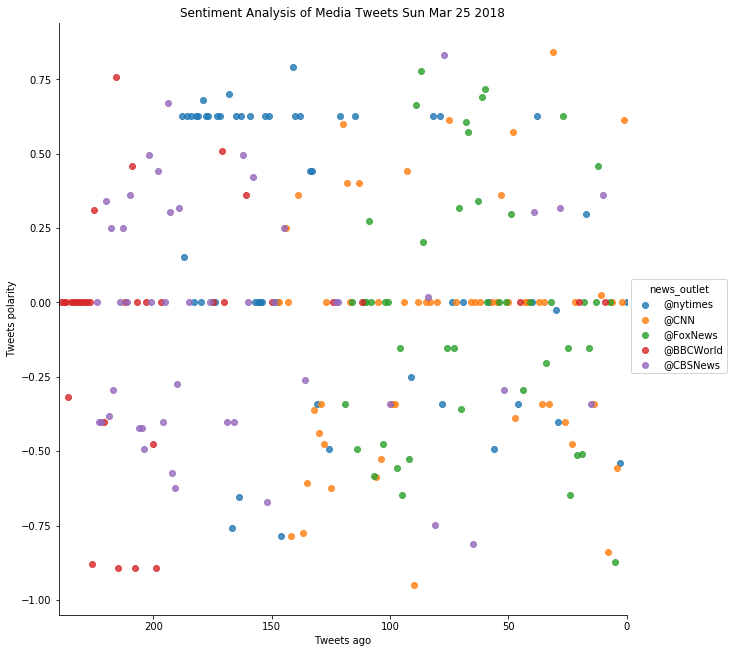 Sentiment Analysis of Media Tweets Sun Mar 25 2018
Tweets polarity
0.75
0.50
0.25
0.00
−0.25
−0.50
−0.75
−1.00
200
150
100
50
0
Tweets ago
news_outlet
@nytimes
@CNN
@FoxNews
@BBCWorld
@CBSNews